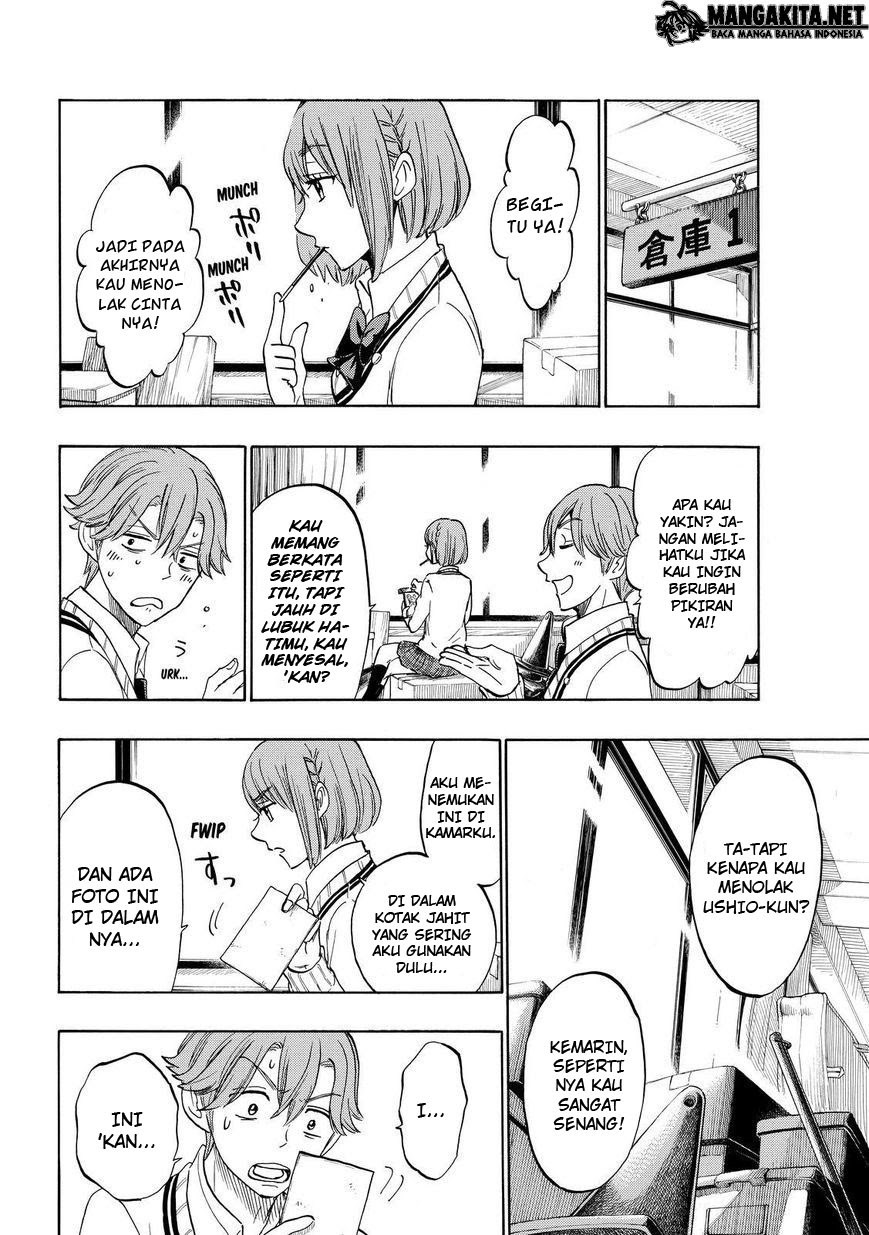 MANGAKITA.NET
BACA MANGA BAHASA INDONESIA
倉庫 1
BEGI-
TU YA!
MUNCH
ポリ
MUNCH
ポリ
JADI PADA
AKHIRNYA
KAU MENO-
LAK CINTA
NYA!
APA KAU
YAKIN? JA-
NGAN MELI-
HATKU JIKA
KAU INGIN
BERUBAH
PIKIRAN
YA!!
KAU
MEMANG
BERKATA
SEPERTI
ITU, TAPI
JAUH DI
LUBUK HA-
TIMU, KAU
MENYESAL,
'KAN?
う
URK...
TA-TAPI
KENAPA KAU
MENOLAK
USHIO-KUN?
KEMARIN,
SEPERTI
NYA KAU
SANGAT
SENANG!
AKU ME-
NEMUKAN
INI DI
KAMARKU.
DI DALAM
KOTAK JAHIT
YANG SERING
AKU GUNAKAN
DULU...
FWIP
すっ
DAN ADA
FOTO INI
DI DALAM
NYA...
I...
INI
'KAN...